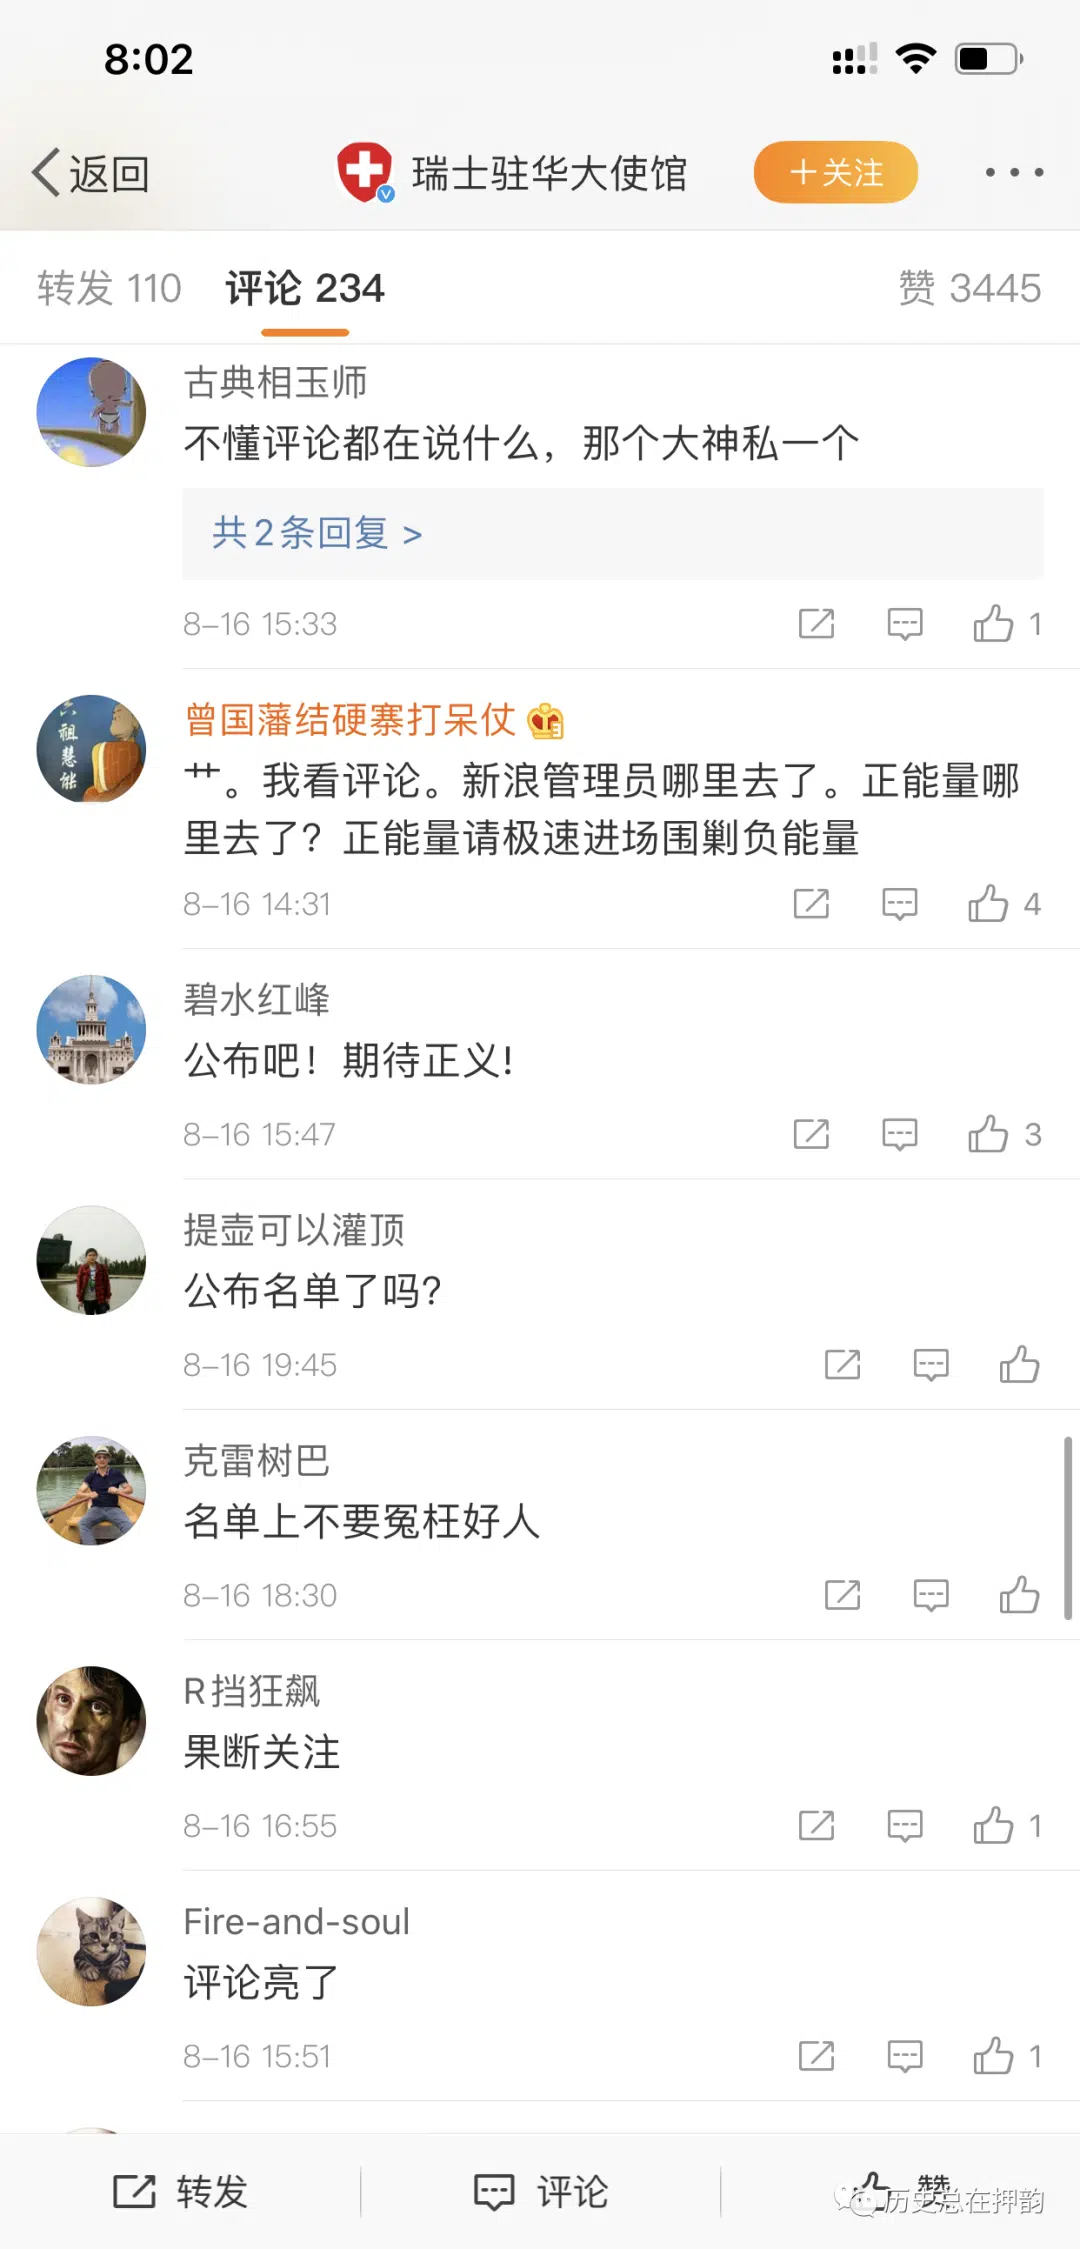 8:02
返回
瑞士驻华大使馆
+关注
转发 110
评论 234
赞 3445
古典相玉师
不懂评论都在说什么，那个大神私一个
共2条回复 >
8-16 15:33
1
六祖慧能
曾国藩结硬寨打呆仗
艹。我看评论。新浪管理员哪里去了。正能量哪
里去了？正能量请极速进场围剿负能量
8-16 14:31
4
碧水红峰
公布吧！期待正义!
8-16 15:47
3
提壶可以灌顶
公布名单了吗?
8-16 19:45
克雷树巴
名单上不要冤枉好人
8-16 18:30
R挡狂飙
果断关注
8-16 16:55
1
Fire-and-soul
评论亮了
8-16 15:51
1
转发
评论
赞
历史总在押韵